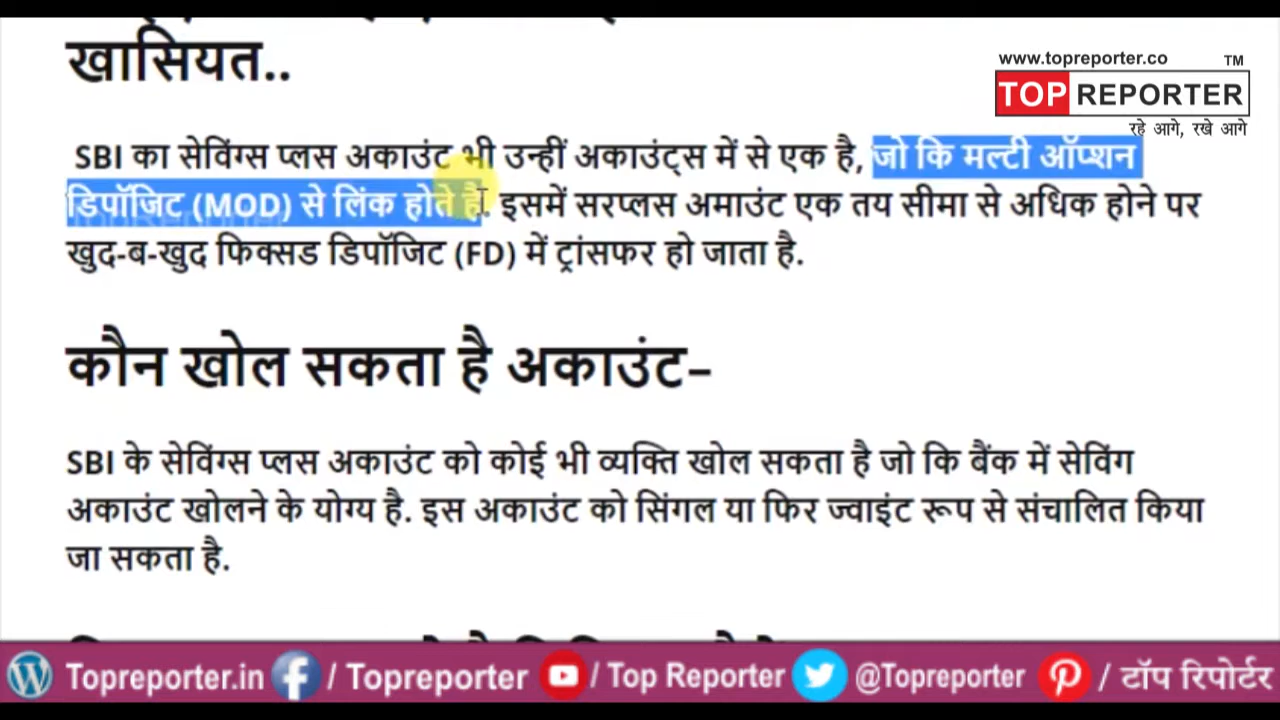 खासियत..
www.topreporter.co
TM
TOP REPORTER
रहे आगे, रखे आगे
SBI का सेविंग्स प्लस अकाउंट भी उन्हीं अकाउंट्स में से एक है, जो कि मल्टी ऑप्शन
डिपॉजिट (MOD) से लिंक होते है. इसमें सरप्लस अमाउंट एक तय सीमा से अधिक होने पर
खुद-ब-खुद फिक्सड डिपॉजिट (FD) में ट्रांसफर हो जाता है.
कौन खोल सकता है अकाउंट–
SBI के सेविंग्स प्लस अकाउंट को कोई भी व्यक्ति खोल सकता है जो कि बैंक में सेविंग
अकाउंट खोलने के योग्य है. इस अकाउंट को सिंगल या फिर ज्वाइंट रूप से संचालित किया
जा सकता है.
Topreporter.in / Topreporter / Top Reporter @Topreporter / टॉप रिपोर्टर